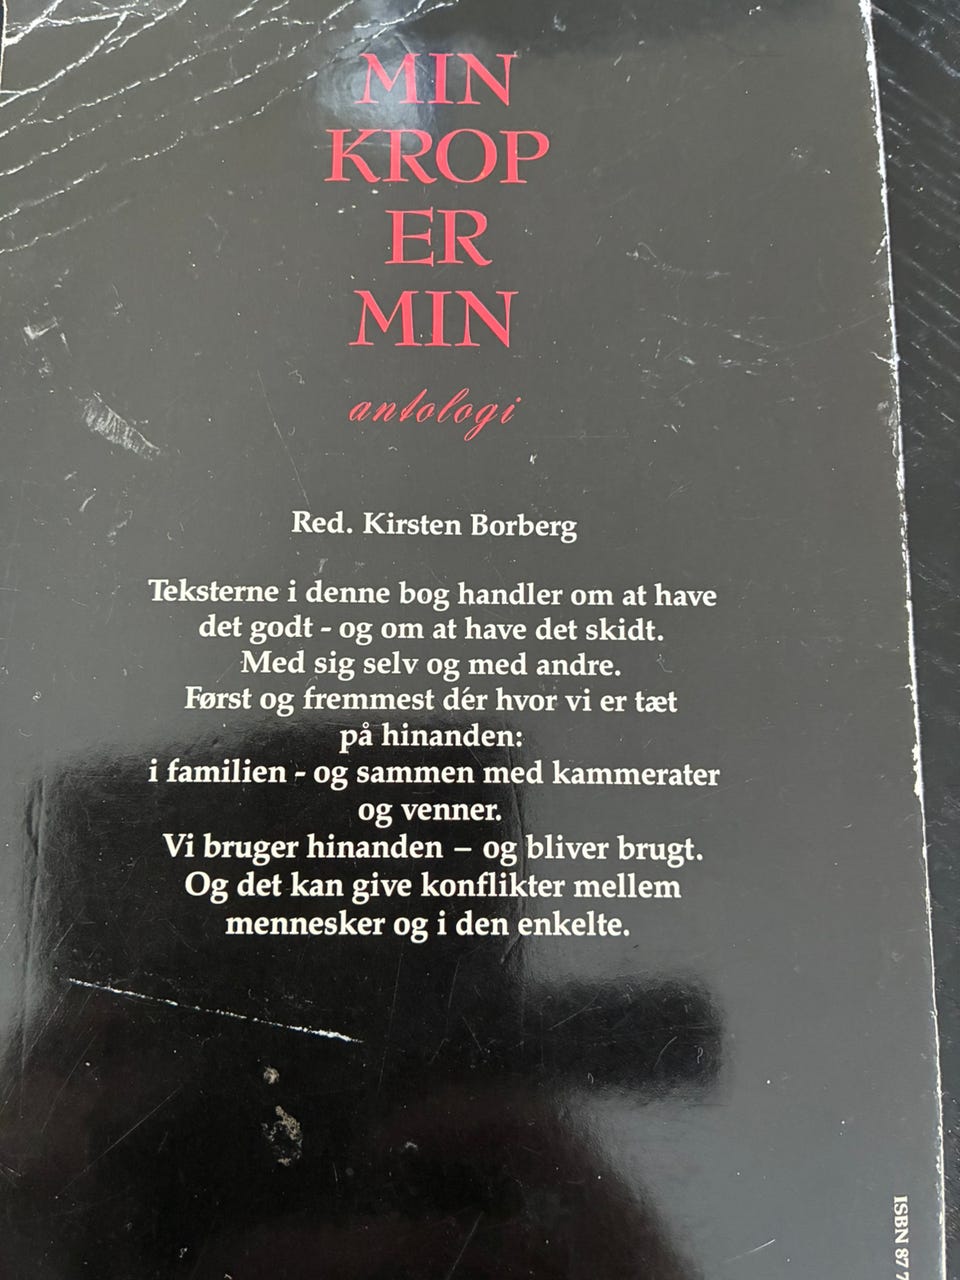 MIN
KROP
ER
MIN
antologi
Red. Kirsten Borberg
Teksterne i denne bog handler om at have
det godt - og om at have det skidt.
Med sig selv og med andre.
Først og fremmest dér hvor vi er tæt
på hinanden:
i familien - og sammen med kammerater
og venner.
Vi bruger hinanden – og bliver brugt.
Og det kan give konflikter mellem
mennesker og i den enkelte.
ISBN 87 7